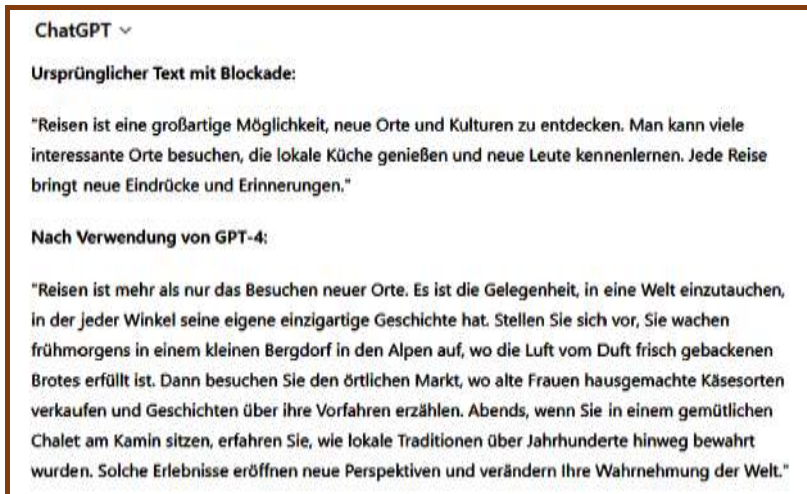 ChatGPT
Ursprünglicher Text mit Blockade:
"Reisen ist eine großartige Möglichkeit, neue Orte und Kulturen zu entdecken. Man kann viele
interessante Orte besuchen, die lokale Küche genießen und neue Leute kennenlernen. Jede Reise
bringt neue Eindrücke und Erinnerungen."
Nach Verwendung von GPT-4:
"Reisen ist mehr als nur das Besuchen neuer Orte. Es ist die Gelegenheit, in eine Welt einzutauchen,
in der jeder Winkel seine eigene einzigartige Geschichte hat. Stellen Sie sich vor, Sie wachen
frühmorgens in einem kleinen Bergdorf in den Alpen auf, wo die Luft vom Duft frisch gebackenen
Brotes erfüllt ist. Dann besuchen Sie den örtlichen Markt, wo alte Frauen hausgemachte Käsesorten
verkaufen und Geschichten über ihre Vorfahren erzählen. Abends, wenn Sie in einem gemütlichen
Chalet am Kamin sitzen, erfahren Sie, wie lokale Traditionen über Jahrhunderte hinweg bewahrt
wurden. Solche Erlebnisse eröffnen neue Perspektiven und verändern Ihre Wahrnehmung der Welt."